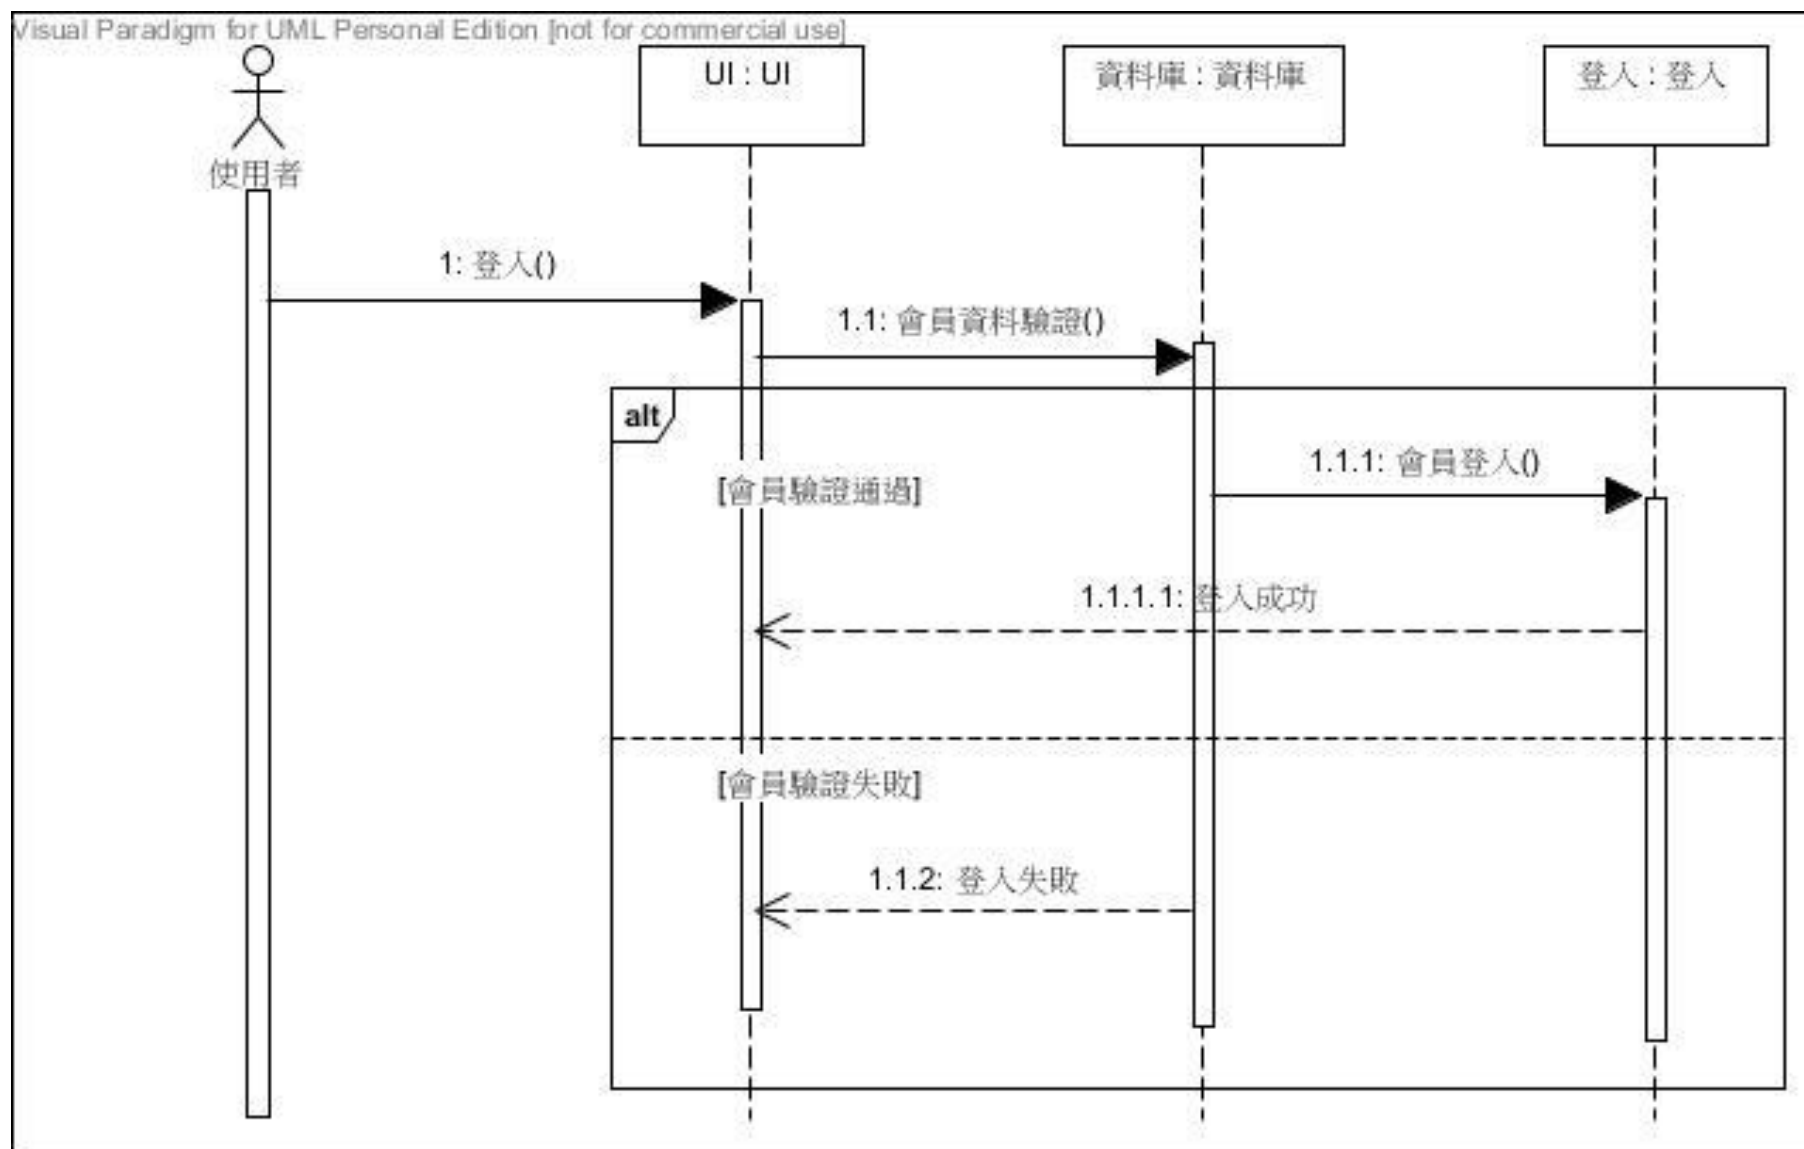 Visual Paradigm for UML Personal Edition [not for commercial use]
UI : UI
資料庫 : 資料庫
登入 : 登入
使用者
1: 登入()
1.1: 會員資料驗證()
alt
1.1.1: 會員登入()
[會員驗證通過]
1.1.1.1: 登入成功
[會員驗證失敗]
1.1.2: 登入失敗